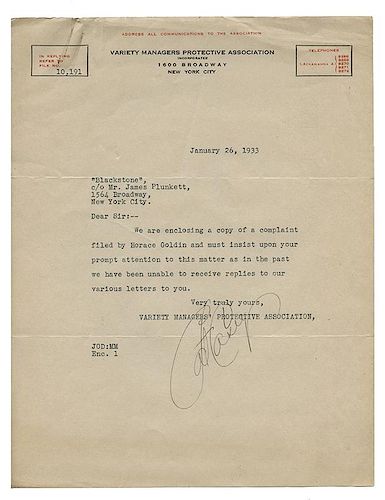 ADDRESS ALL COMMUNICATIONS TO THE ASSOCIATION
IN REPLYING
REFER TO
FILE NO.
10,191
VARIETY MANAGERS PROTECTIVE ASSOCIATION
INCORPORATED
1600 BROADWAY
NEW YORK CITY
TELEPHONES
January 26, 1933
"Blackstone",
c/o Mr. James Plunkett,
1564 Broadway,
New York City.
Dear Sir:--
We are enclosing a copy of a complaint
filed by Horace Goldin and must insist upon your
prompt attention to this matter as in the past
we have been unable to receive replies to our
various letters to you.
Very truly yours,
VARIETY MANAGERS' PROTECTIVE ASSOCIATION,
JOD:MM
Enc. 1